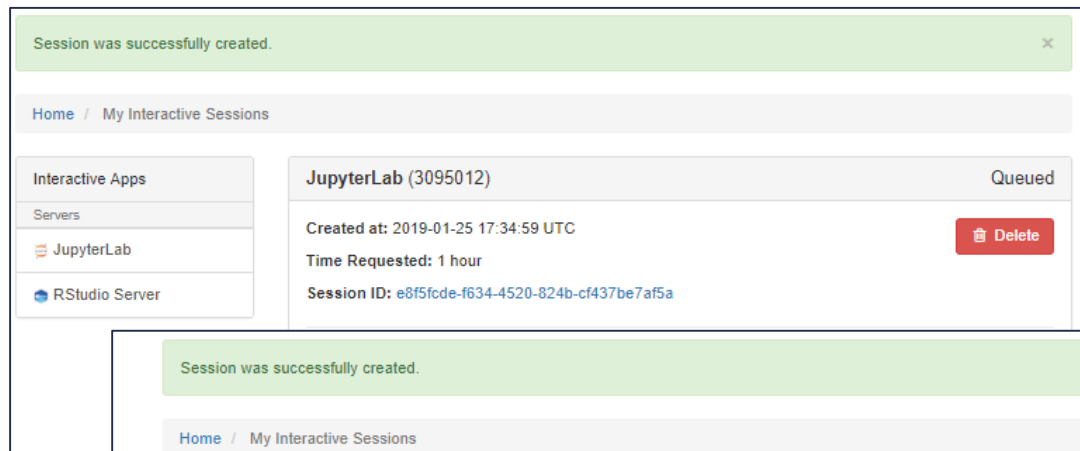 Session was successfully created. ×
Home / My Interactive Sessions
Interactive Apps
Servers
JupyterLab
RStudio Server
JupyterLab (3095012) Queued
Created at: 2019-01-25 17:34:59 UTC
Delete
Time Requested: 1 hour
Session ID: e8f5fcde-f634-4520-824b-cf437be7af5a
Session was successfully created.
Home / My Interactive Sessions